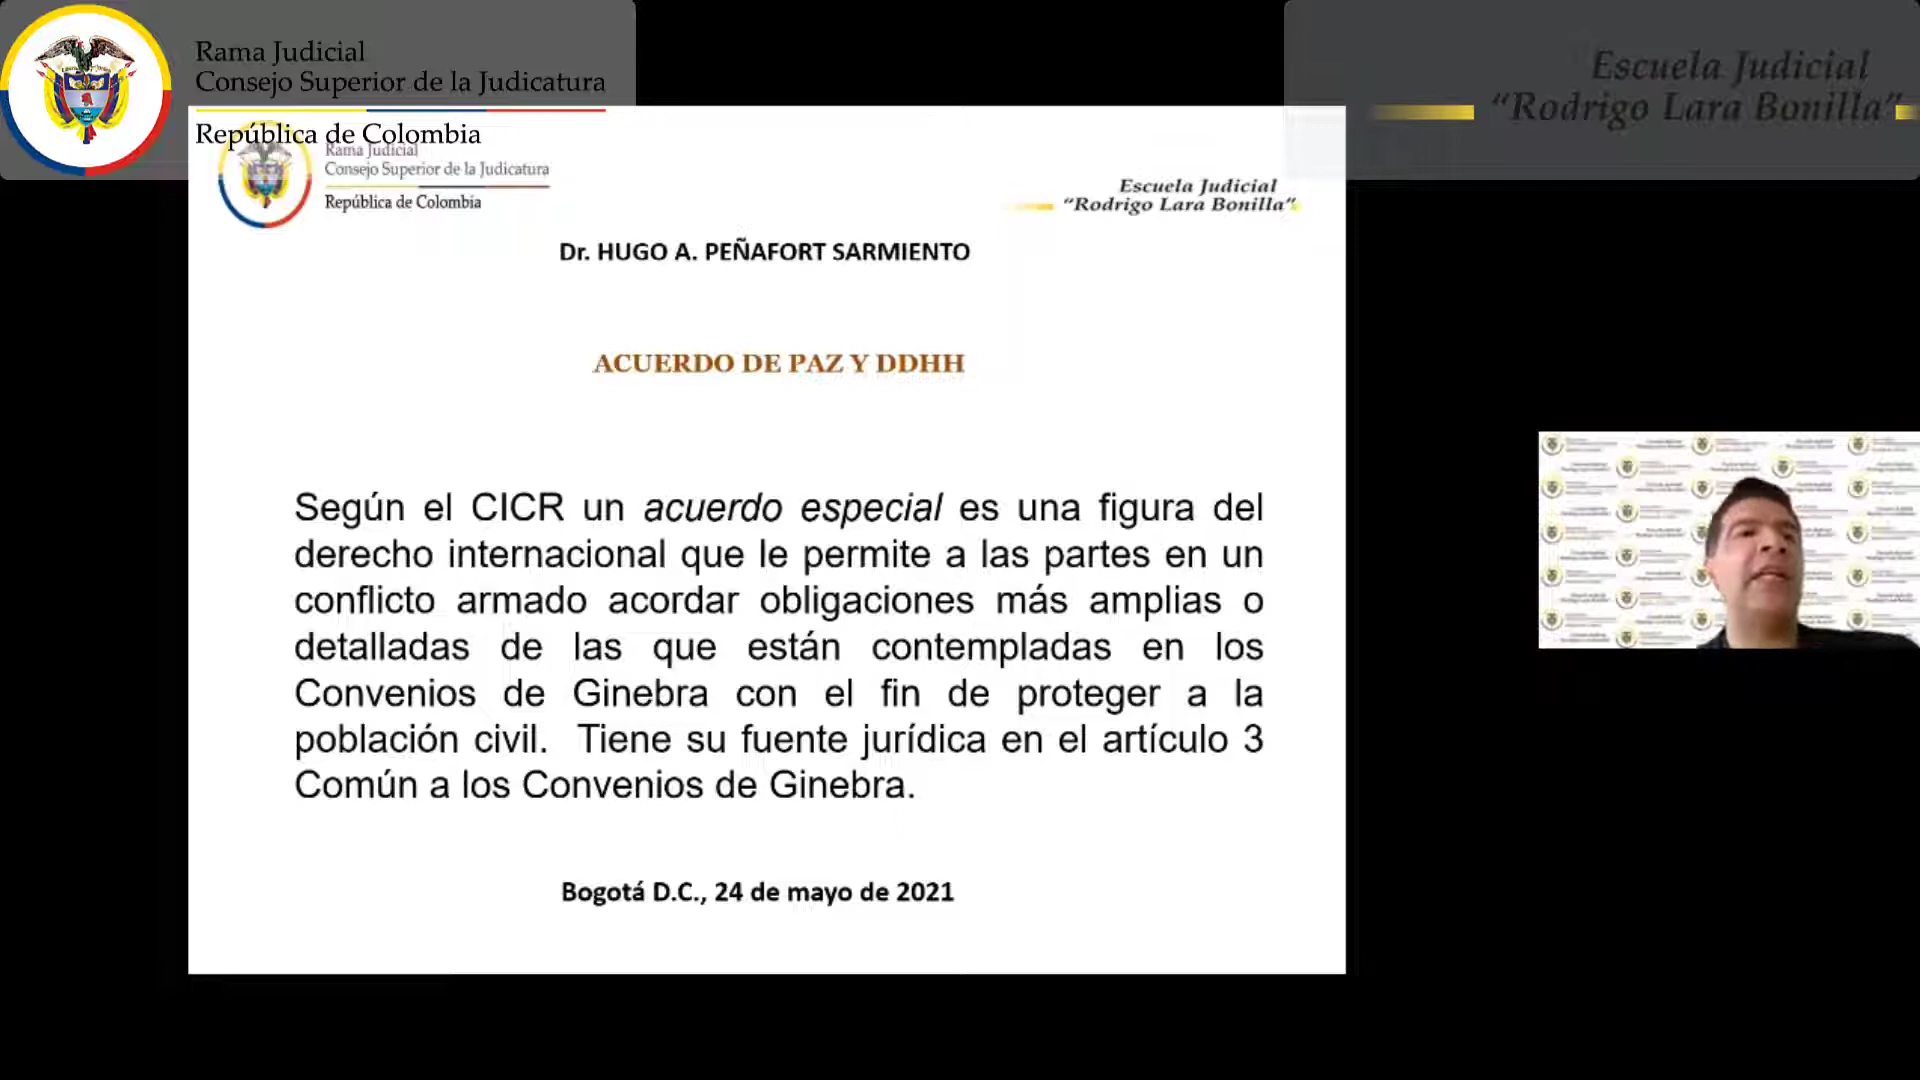 Rama Judicial
Consejo Superior de la Judicatura
República de Colombia
Escuela Judicial
“Rodrigo Lara Bonilla”
Rama Judicial
Consejo Superior de la Judicatura
República de Colombia
Escuela Judicial
“Rodrigo Lara Bonilla”
Dr. HUGO A. PEÑAFORT SARMIENTO
ACUERDO DE PAZ Y DDHH
Según el CICR un acuerdo especial es una figura del
derecho internacional que le permite a las partes en un
conflicto armado acordar obligaciones más amplias o
detalladas de las que están contempladas en los
Convenios de Ginebra con el fin de proteger a la
población civil. Tiene su fuente jurídica en el artículo 3
Común a los Convenios de Ginebra.
Bogotá D.C., 24 de mayo de 2021